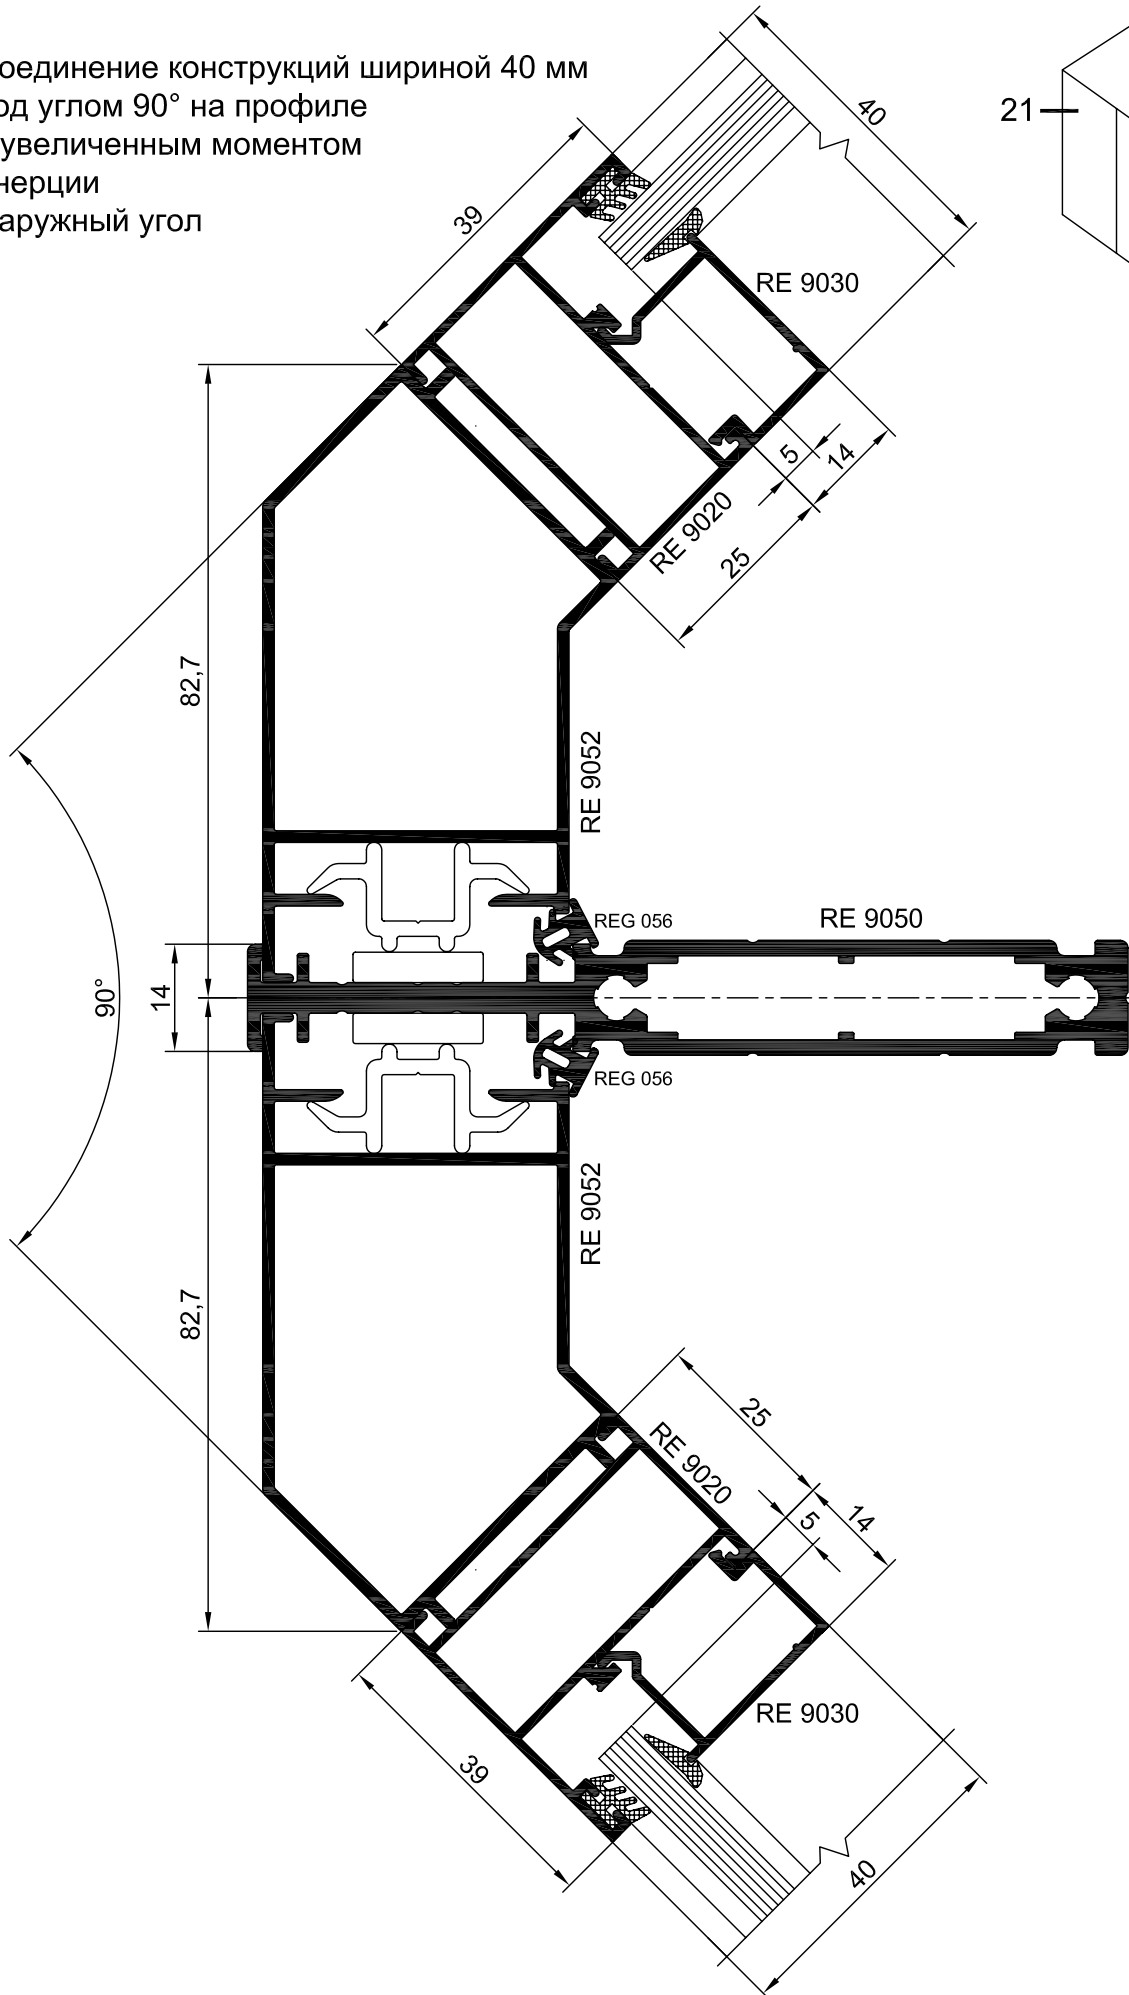 оединение конструкций шириной 40 мм
од углом 90° на профиле
увеличенным моментом
нерции
аружный угол
21
40
39
RE 9030
5
14
RE 9020
25
82,7
RE 9052
REG 056
RE 9050
90°
14
REG 056
RE 9052
82,7
25
RE 9020
14
5
RE 9030
39
40